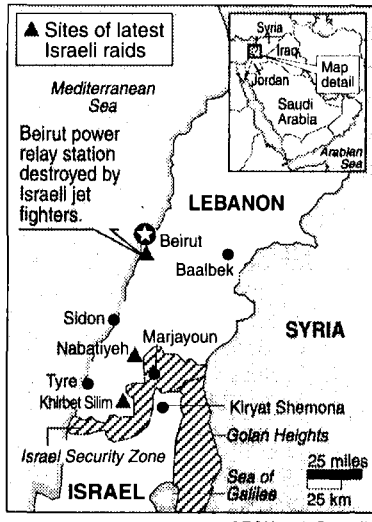 Sites of latest
Israeli raids
Mediterranean
Sea
Beirut power
relay station
destroyed by
Israeli jet
fighters.
Syria
Iraq
Jordan
Map
detail
Saudi
Arabia
Arabian
Sea
LEBANON
Beirut
Baalbek
Sidon
Marjayoun
SYRIA
Nabatiyeh
Tyre
Khirbet Silim
Kiryat Shemona
Golan Heights
Israel Security Zone
25 miles
Sea of
Galilee
ISRAEL
25 km